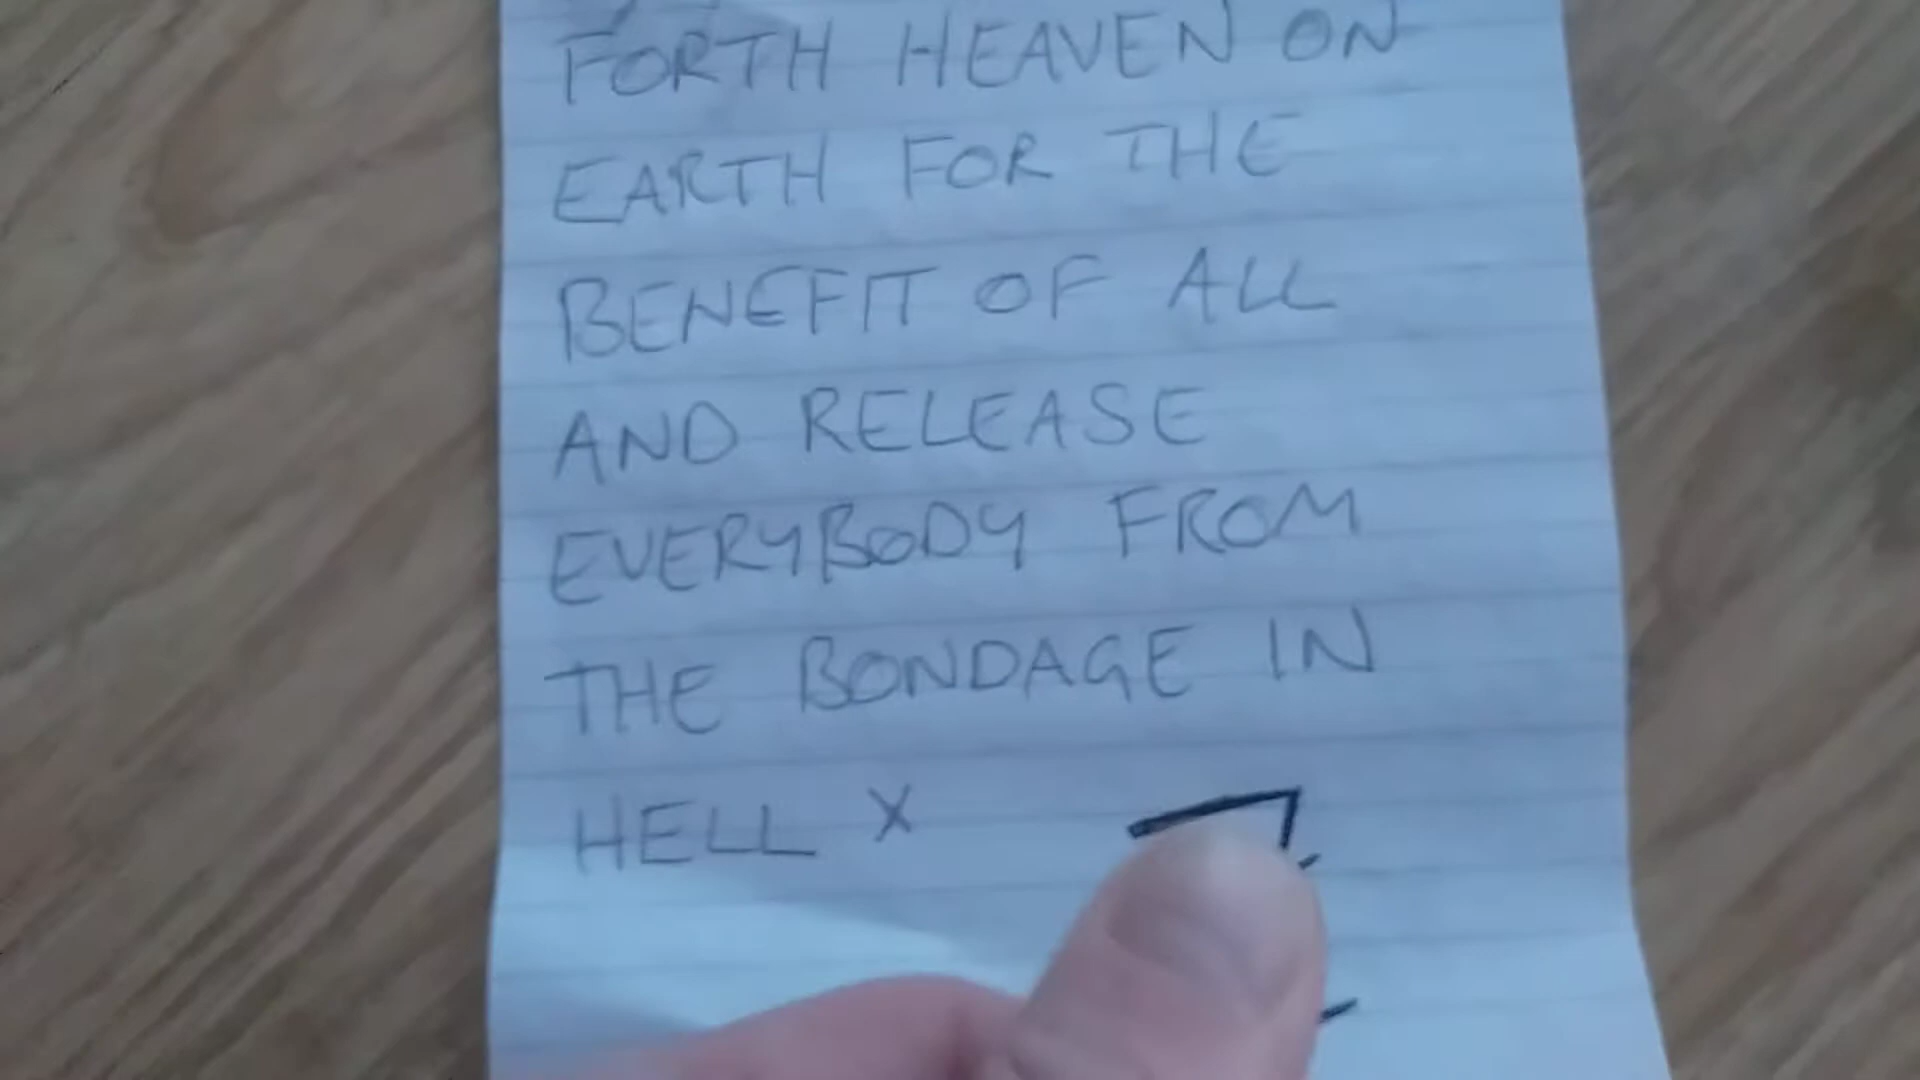 FORTH HEAVEN ON
EARTH FOR THE
BENEFIT OF ALL
AND RELEASE
EVERYBODY FROM
THE BONDAGE IN
HELL X